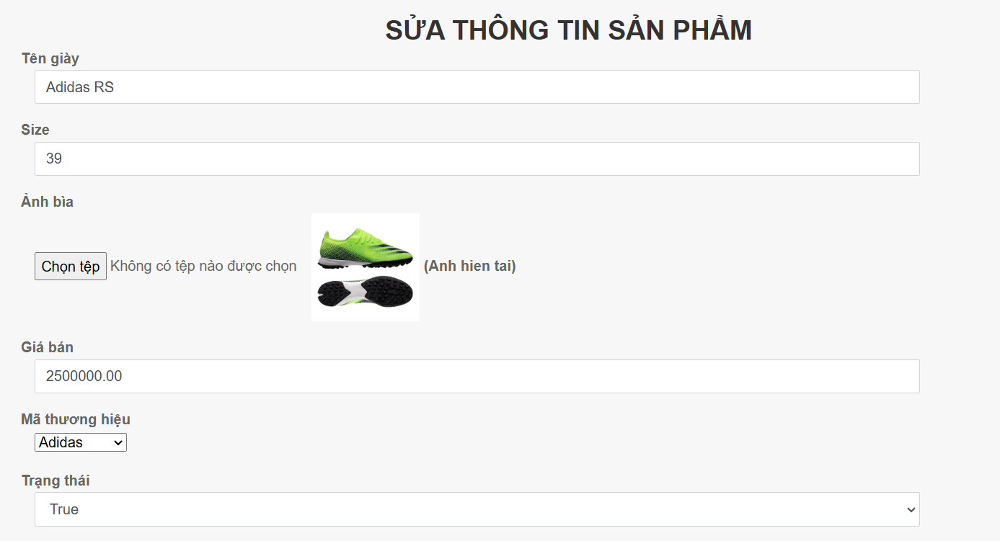 SỬA THÔNG TIN SẢN PHẨM
Tên giày
Adidas RS
Size
39
Ảnh bìa
Chọn tệp Không có tệp nào được chọn (Anh hien tai)
Giá bán
2500000.00
Mã thương hiệu
Adidas
Trạng thái
True